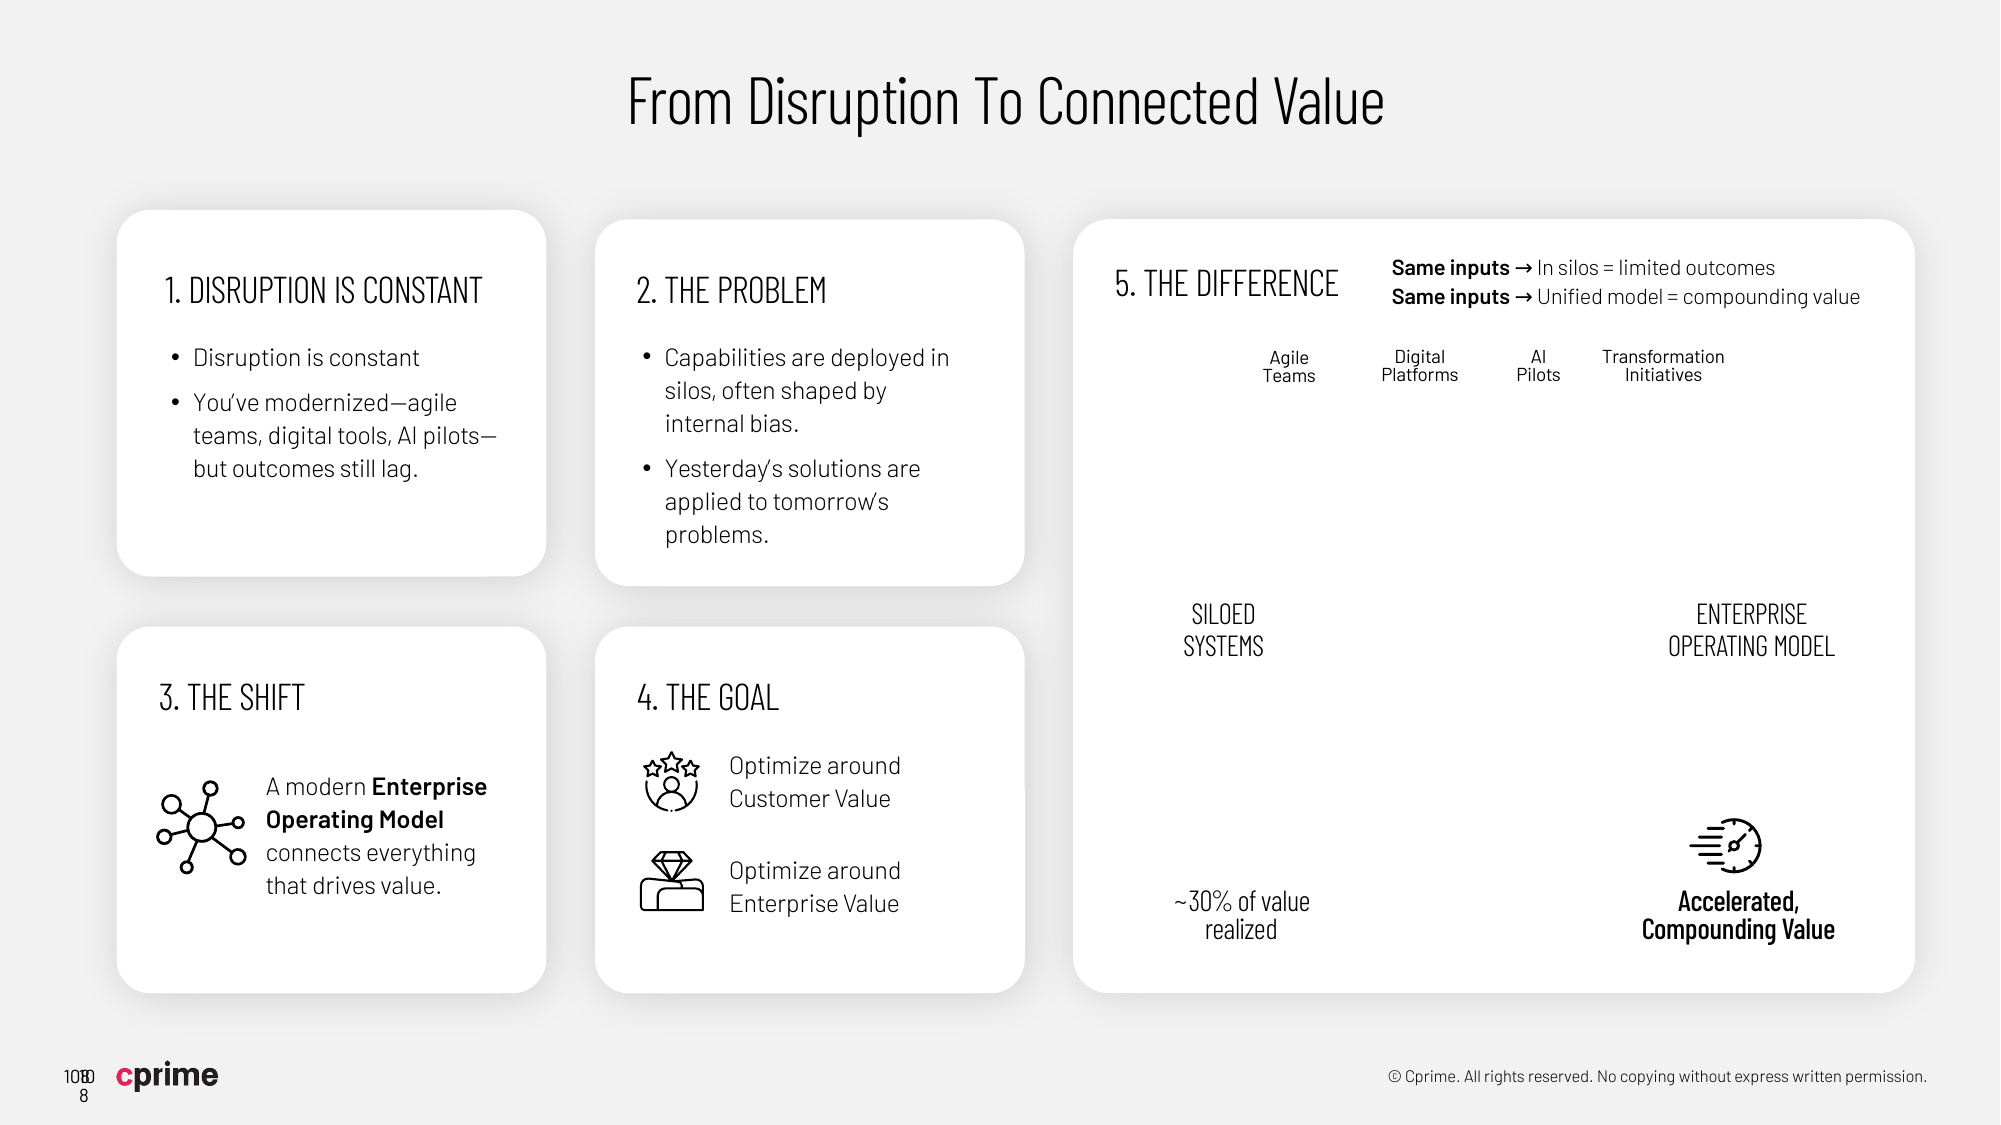 From Disruption To Connected Value
1. DISRUPTION IS CONSTANT
• Disruption is constant
• You've modernized—agile
teams, digital tools, AI pilots—
but outcomes still lag.
2. THE PROBLEM
• Capabilities are deployed in
silos, often shaped by
internal bias.
• Yesterday's solutions are
applied to tomorrow's
problems.
3. THE SHIFT
A modern Enterprise
Operating Model
connects everything
that drives value.
4. THE GOAL
Optimize around
Customer Value
Optimize around
Enterprise Value
5. THE DIFFERENCE
Same inputs → In silos = limited outcomes
Same inputs → Unified model = compounding value
Agile
Teams
Digital
Platforms
AI
Pilots
Transformation
Initiatives
SILOED
SYSTEMS
ENTERPRISE
OPERATING MODEL
~30% of value
realized
Accelerated,
Compounding Value
cprime
© Cprime. All rights reserved. No copying without express written permission.